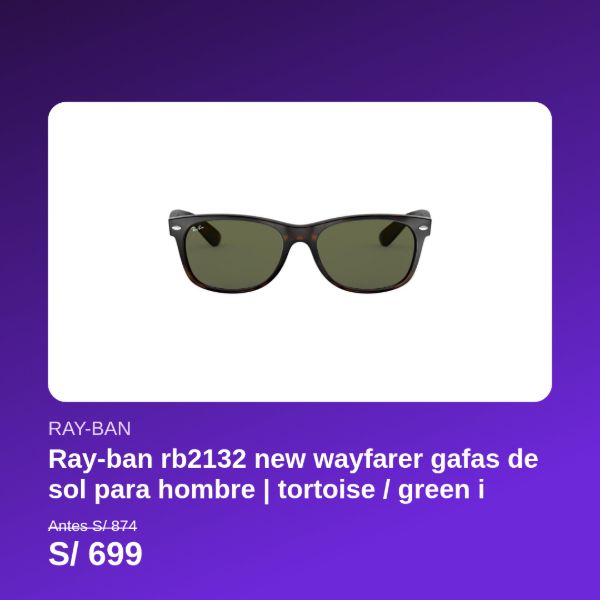 RAY-BAN
Ray-ban rb2132 new wayfarer gafas de
sol para hombre | tortoise / green i
Antes S/ 874
S/ 699